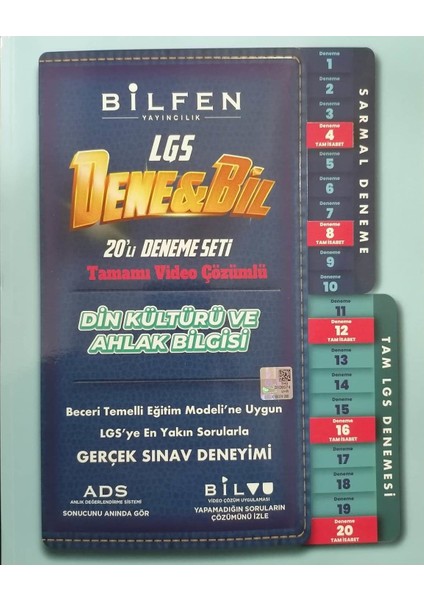 BİLFEN
YAYINCILIK
LGS
DENE&BİL
20'Lİ DENEME SETİ
Tamamı Video Çözümlü
DİN KÜLTÜRÜ VE
AHLAK BİLGİSİ
Beceri Temelli Eğitim Modeli'ne Uygun
LGS'ye En Yakın Sorularla
GERÇEK SINAV DENEYİMİ
ADS
ANLIK DEĞERLENDİRME SİSTEMİ
SONUCUNU ANINDA GÖR
BİLVU
VİDEO ÇÖZÜM UYGULAMASI
YAPAMADIĞIN SORULARIN
ÇÖZÜMÜNÜ İZLE
Deneme
1
Deneme
2
Deneme
3
Deneme
4
TAM İSABET
Deneme
5
Deneme
6
Deneme
7
Deneme
8
TAM İSABET
Deneme
9
Deneme
10
SARMAL DENEME
Deneme
11
Deneme
12
TAM İSABET
Deneme
13
Deneme
14
Deneme
15
Deneme
16
TAM İSABET
Deneme
17
Deneme
18
Deneme
19
Deneme
20
TAM İSABET
TAM LGS DENEMESİ